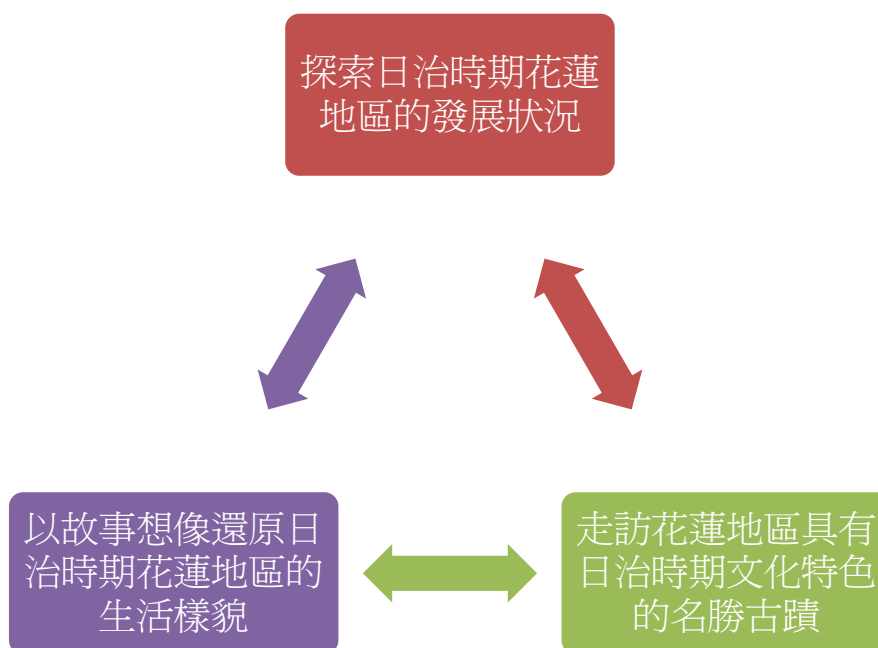 探索日治時期花蓮
地區的發展狀況
以故事想像還原日
治時期花蓮地區的
生活樣貌
走訪花蓮地區具有
日治時期文化特色
的名勝古蹟